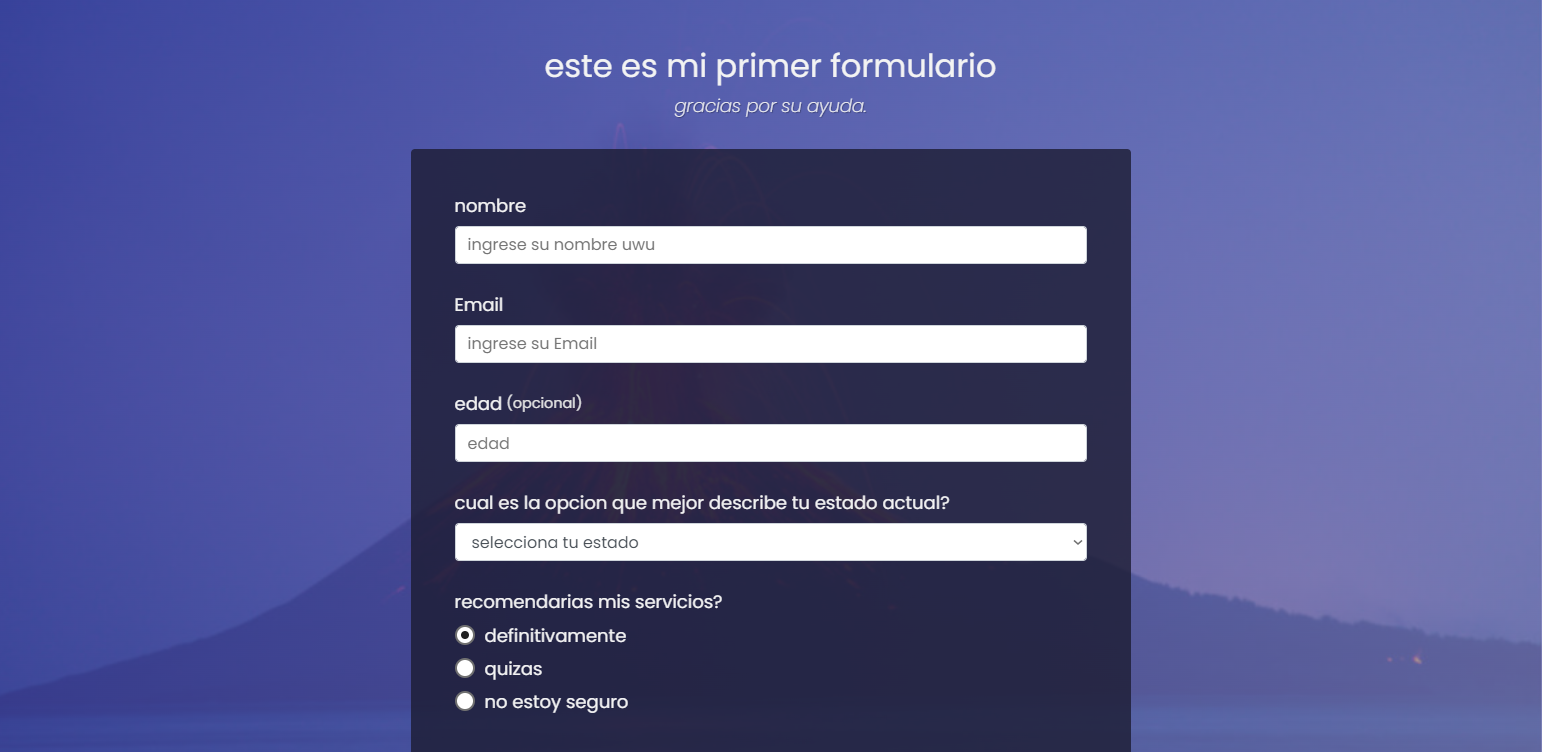 este es mi primer formulario
gracias por su ayuda.
nombre
ingrese su nombre uwu
Email
ingrese su Email
edad (opcional)
edad
cual es la opcion que mejor describe tu estado actual?
selecciona tu estado
recomendarias mis servicios?
definitivamente
quizas
no estoy seguro